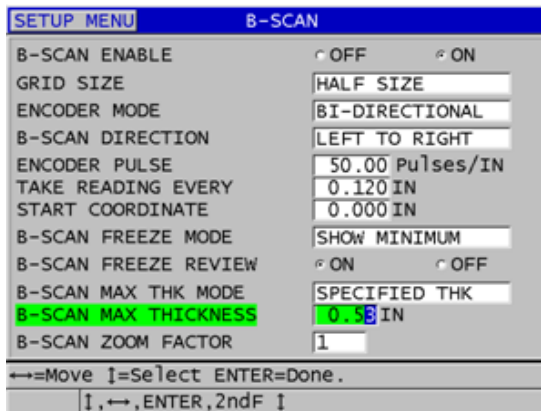 SETUP MENU B-SCAN
B-SCAN ENABLE OFF ON
GRID SIZE HALF SIZE
ENCODER MODE BI-DIRECTIONAL
B-SCAN DIRECTION LEFT TO RIGHT
ENCODER PULSE 50.00 Pulses/IN
TAKE READING EVERY 0.120 IN
START COORDINATE 0.000 IN
B-SCAN FREEZE MODE SHOW MINIMUM
B-SCAN FREEZE REVIEW ON OFF
B-SCAN MAX THK MODE SPECIFIED THK
B-SCAN MAX THICKNESS 0.53 IN
B-SCAN ZOOM FACTOR 1
↔=Move ↕=Select ENTER=Done.
↕,↔,ENTER,2ndF ↕